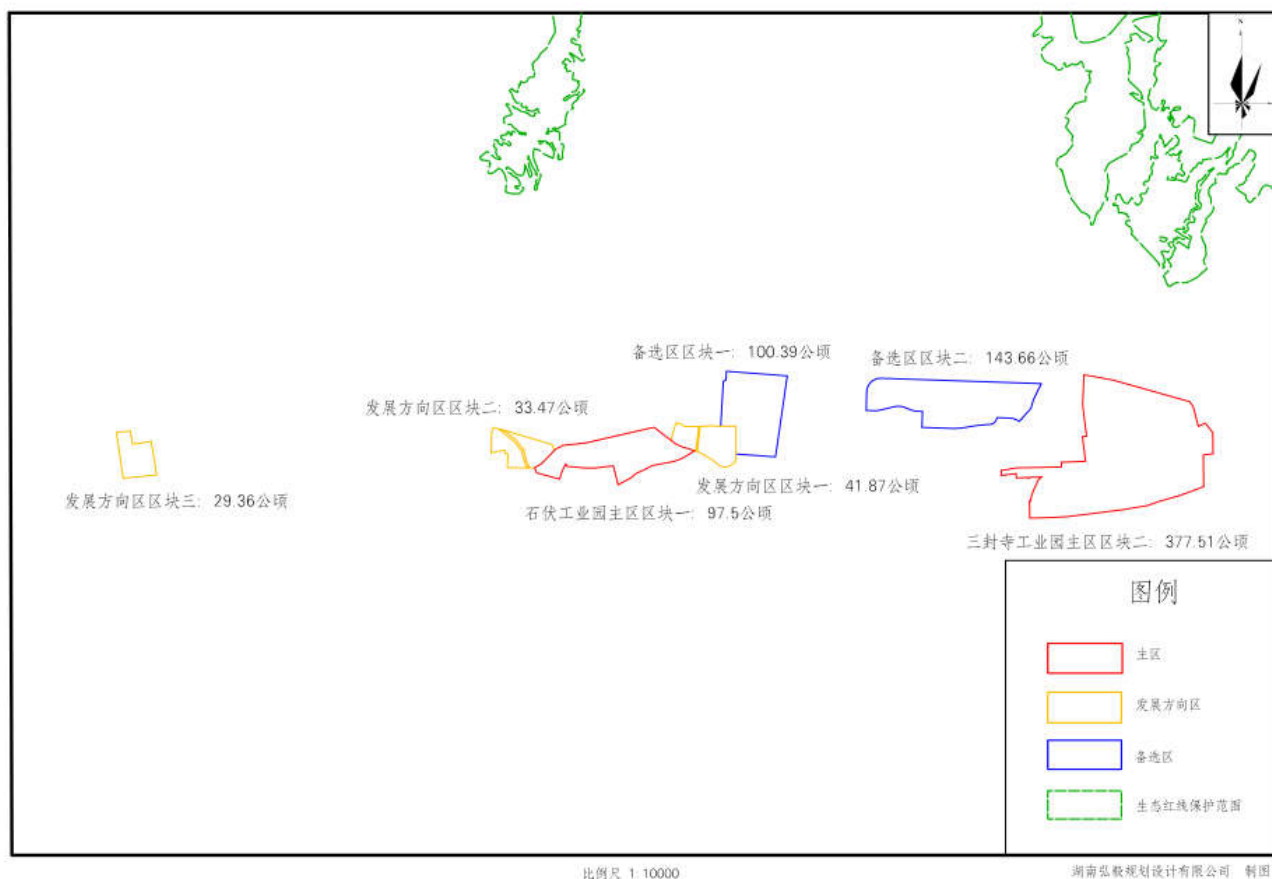 N
备选区区块一: 100.39公顷
备选区区块二: 143.66公顷
发展方向区区块二: 33.47公顷
发展方向区区块三: 29.36公顷
发展方向区区块一: 41.87公顷
石伏工业园主区区块一: 97.5公顷
三封寺工业园主区区块二: 377.51公顷
图例
主区
发展方向区
备选区
生态红线保护范围
比例尺 1:10000
湖南弘毅规划设计有限公司 制图